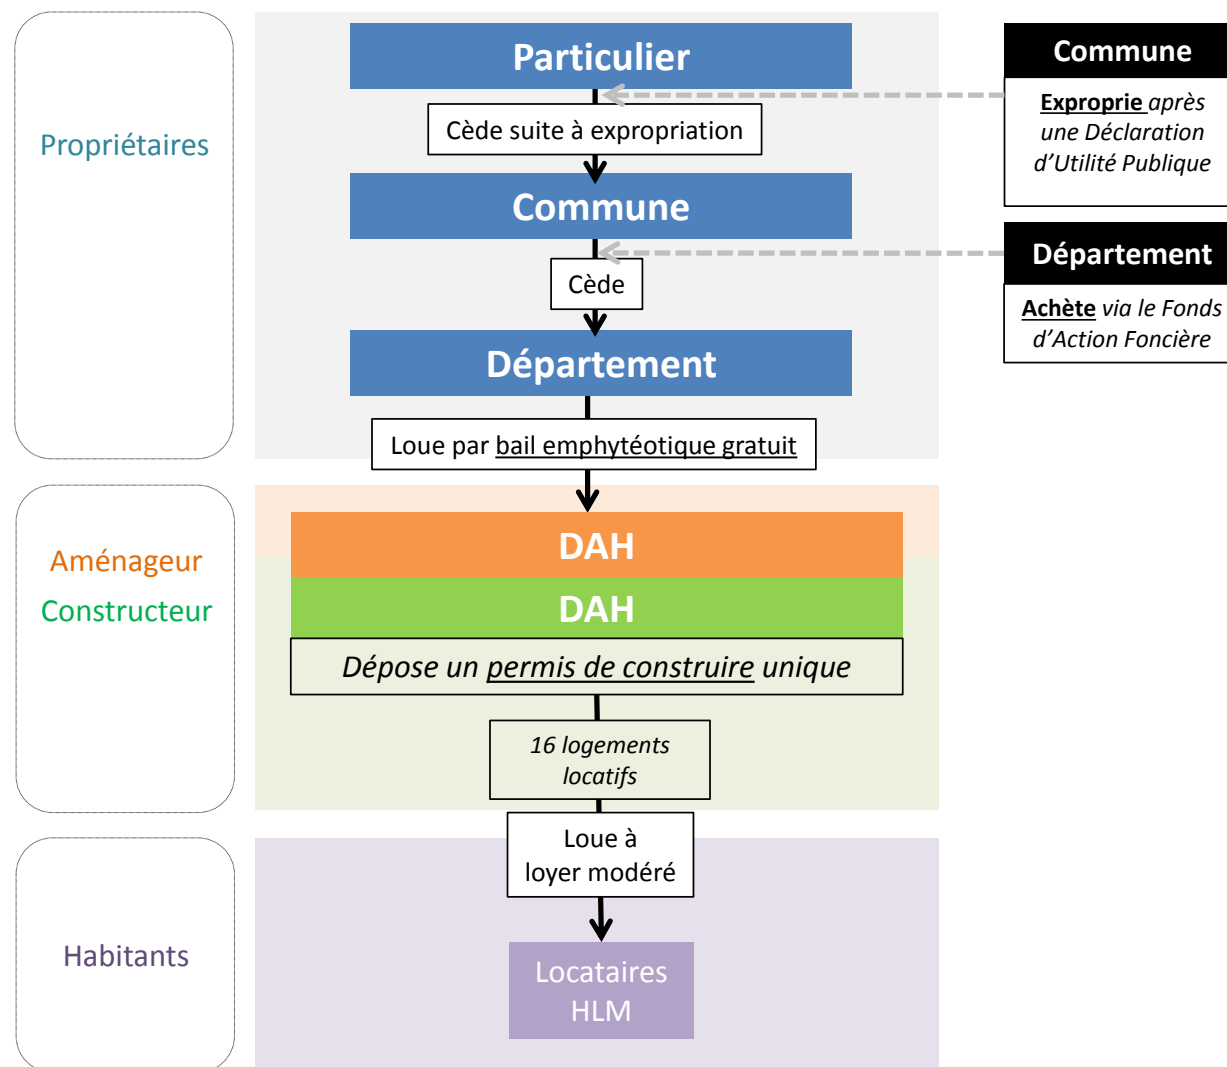 Propriétaires
Particulier
Cède suite à expropriation
Commune
Cède
Département
Loue par bail emphytéotique gratuit
Commune
Exproprie après
une Déclaration
d’Utilité Publique
Département
Achète via le Fonds
d’Action Foncière
Aménageur
Constructeur
DAH
DAH
Dépose un permis de construire unique
16 logements
locatifs
Loue à
loyer modéré
Habitants
Locataires
HLM